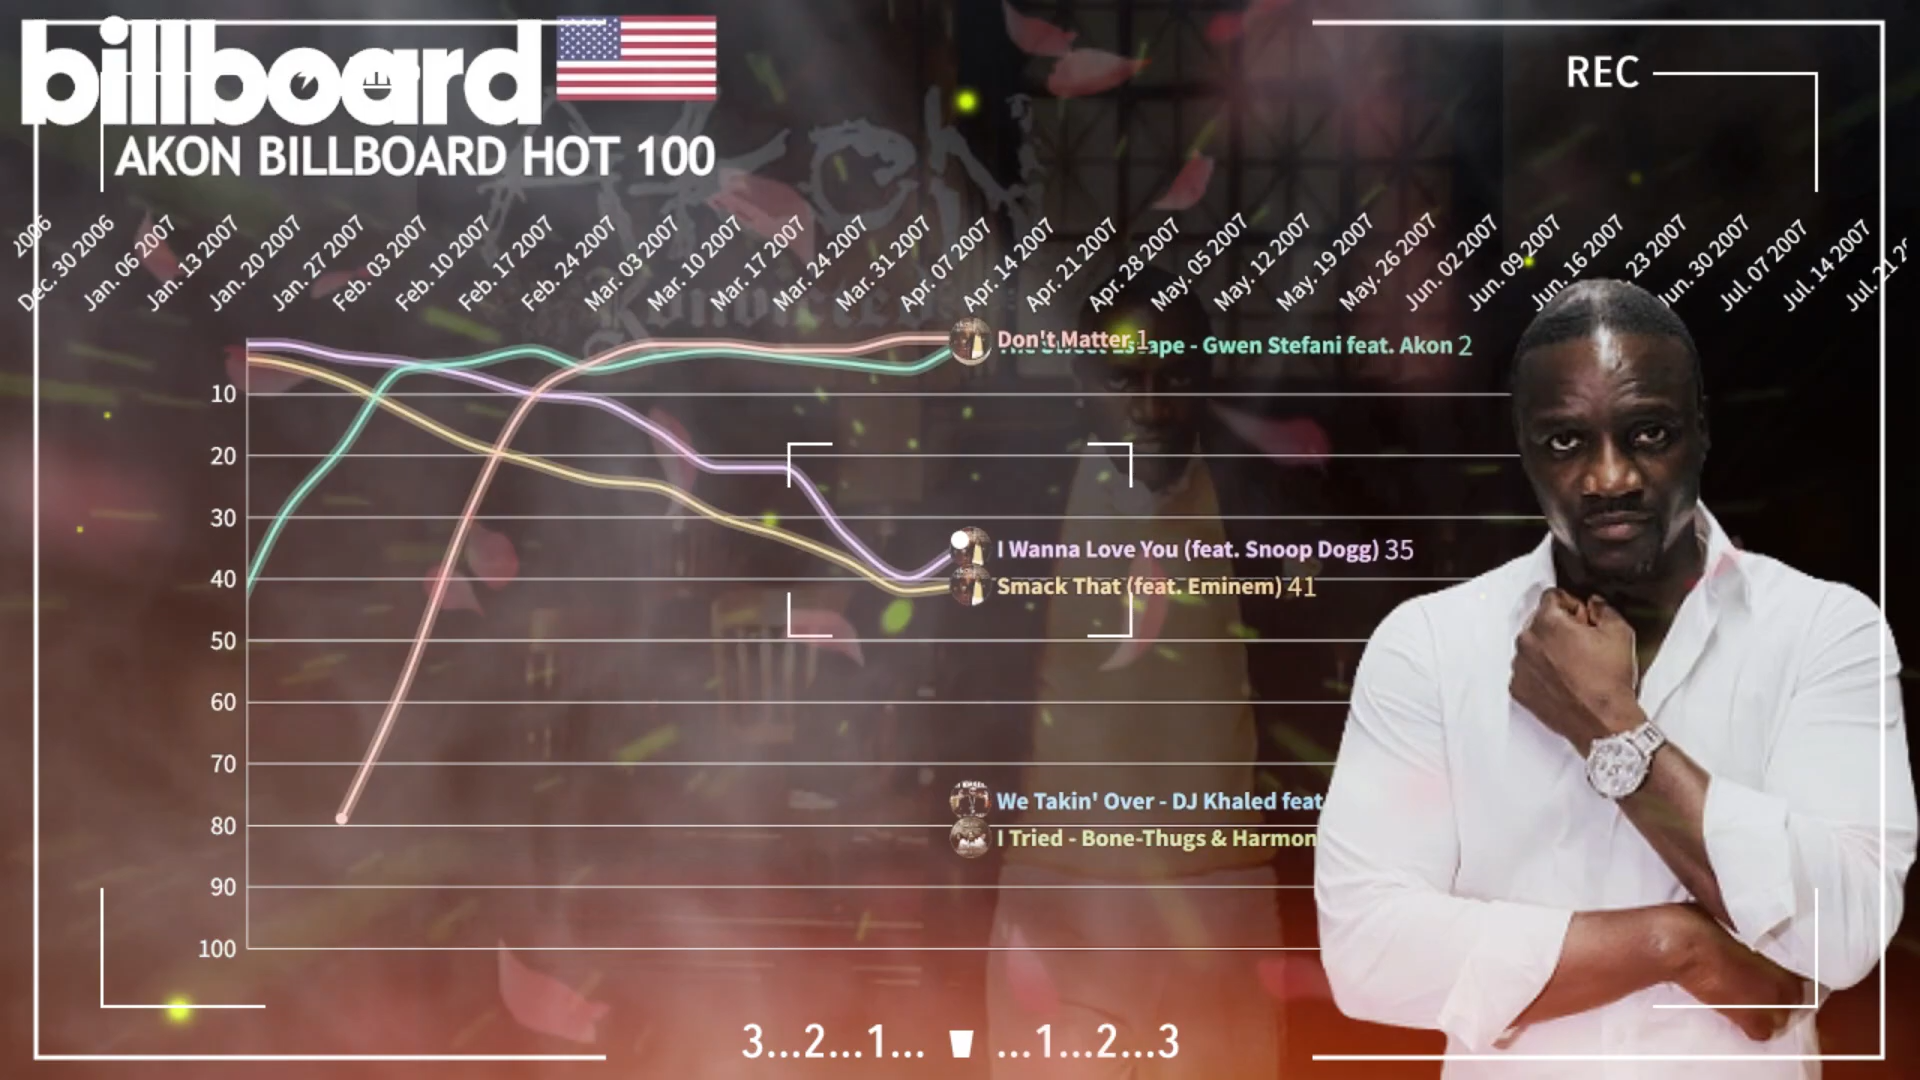 billboard
AKON BILLBOARD HOT 100
REC
2006
Dec. 30 2006
Jan. 06 2007
Jan. 13 2007
Jan. 20 2007
Jan. 27 2007
Feb. 03 2007
Feb. 10 2007
Feb. 17 2007
Feb. 24 2007
Mar. 03 2007
Mar. 10 2007
Mar. 17 2007
Mar. 24 2007
Mar. 31 2007
Apr. 07 2007
Apr. 14 2007
Apr. 21 2007
Apr. 28 2007
May. 05 2007
May. 12 2007
May. 19 2007
May. 26 2007
Jun. 02 2007
Jun. 09 2007
Jun. 16 2007
23 2007
Jun. 30 2007
Jul. 07 2007
Jul. 14 2007
Jul. 21
Don't Matter 1
Escape - Gwen Stefani feat. Akon 2
10
20
30
I Wanna Love You (feat. Snoop Dogg) 35
40
Smack That (feat. Eminem) 41
50
60
70
We Takin' Over - DJ Khaled feat
80
I Tried - Bone-Thugs & Harmon
90
100
3...2...1... ...1...2...3